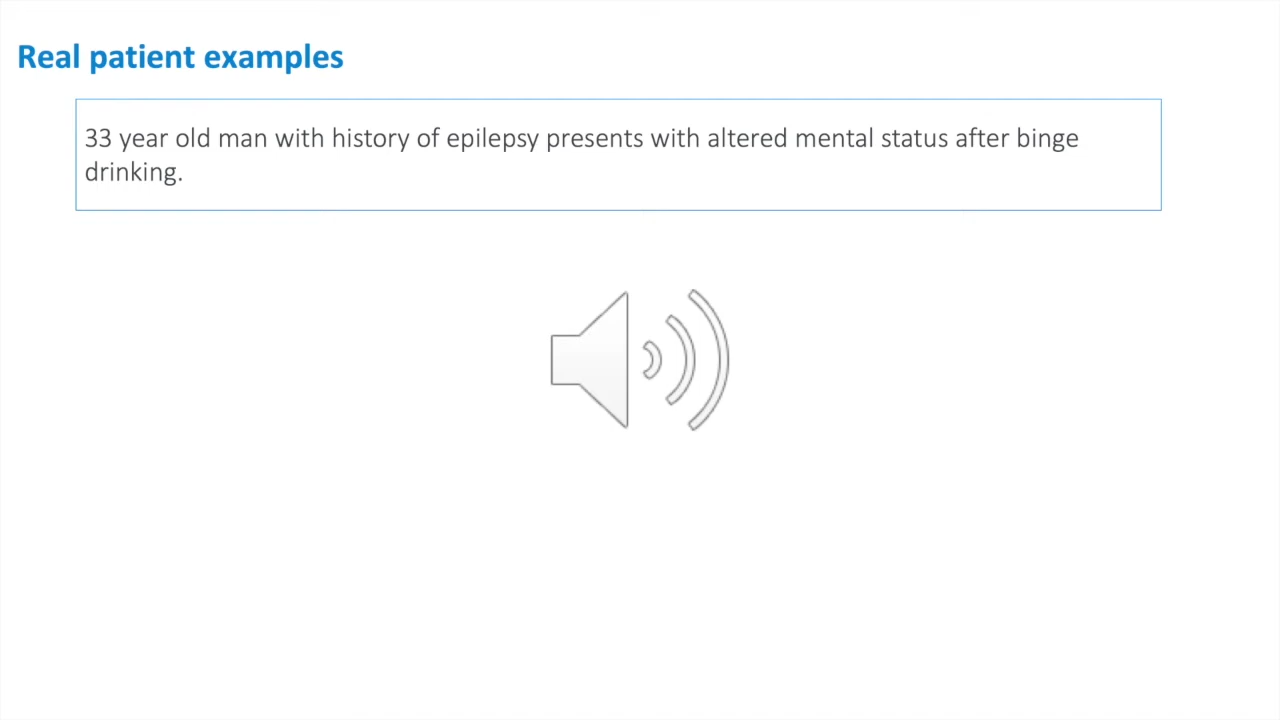 Real patient examples
33 year old man with history of epilepsy presents with altered mental status after binge
drinking.